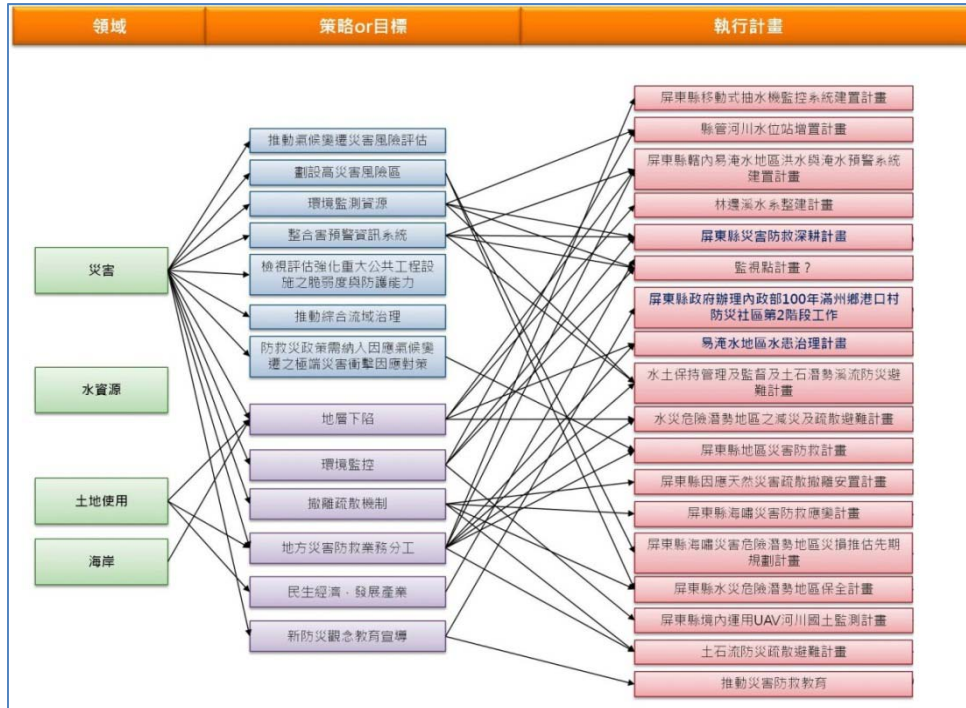 領域
策略or目標
執行計畫
災害
水資源
土地使用
海岸
推動氣候變遷災害風險評估
劃設高災害風險區
環境監測資源
整合害預警資訊系統
檢視評估強化重大公共工程設
施之脆弱度與防護能力
推動綜合流域治理
防救災政策需納入因應氣候變
遷之極端災害衝擊因應對策
地層下陷
環境監控
撤離疏散機制
地方災害防救業務分工
民生經濟．發展產業
新防災觀念教育宣導
屏東縣移動式抽水機監控系統建置計畫
縣管河川水位站增置計畫
屏東縣轄內易淹水地區洪水與淹水預警系統
建置計畫
林邊溪水系整建計畫
屏東縣災害防救深耕計畫
監視點計畫？
屏東縣政府辦理內政部100年滿州鄉港口村
防災社區第2階段工作
易淹水地區水患治理計畫
水土保持管理及監督及土石潛勢溪流防災避
難計畫
水災危險潛勢地區之減災及疏散避難計畫
屏東縣地區災害防救計畫
屏東縣因應天然災害疏散撤離安置計畫
屏東縣海嘯災害防救應變計畫
屏東縣海嘯災害危險潛勢地區災損推估先期
規劃計畫
屏東縣水災危險潛勢地區保全計畫
屏東縣境內運用UAV河川國土監測計畫
土石流防災疏散避難計畫
推動災害防救教育